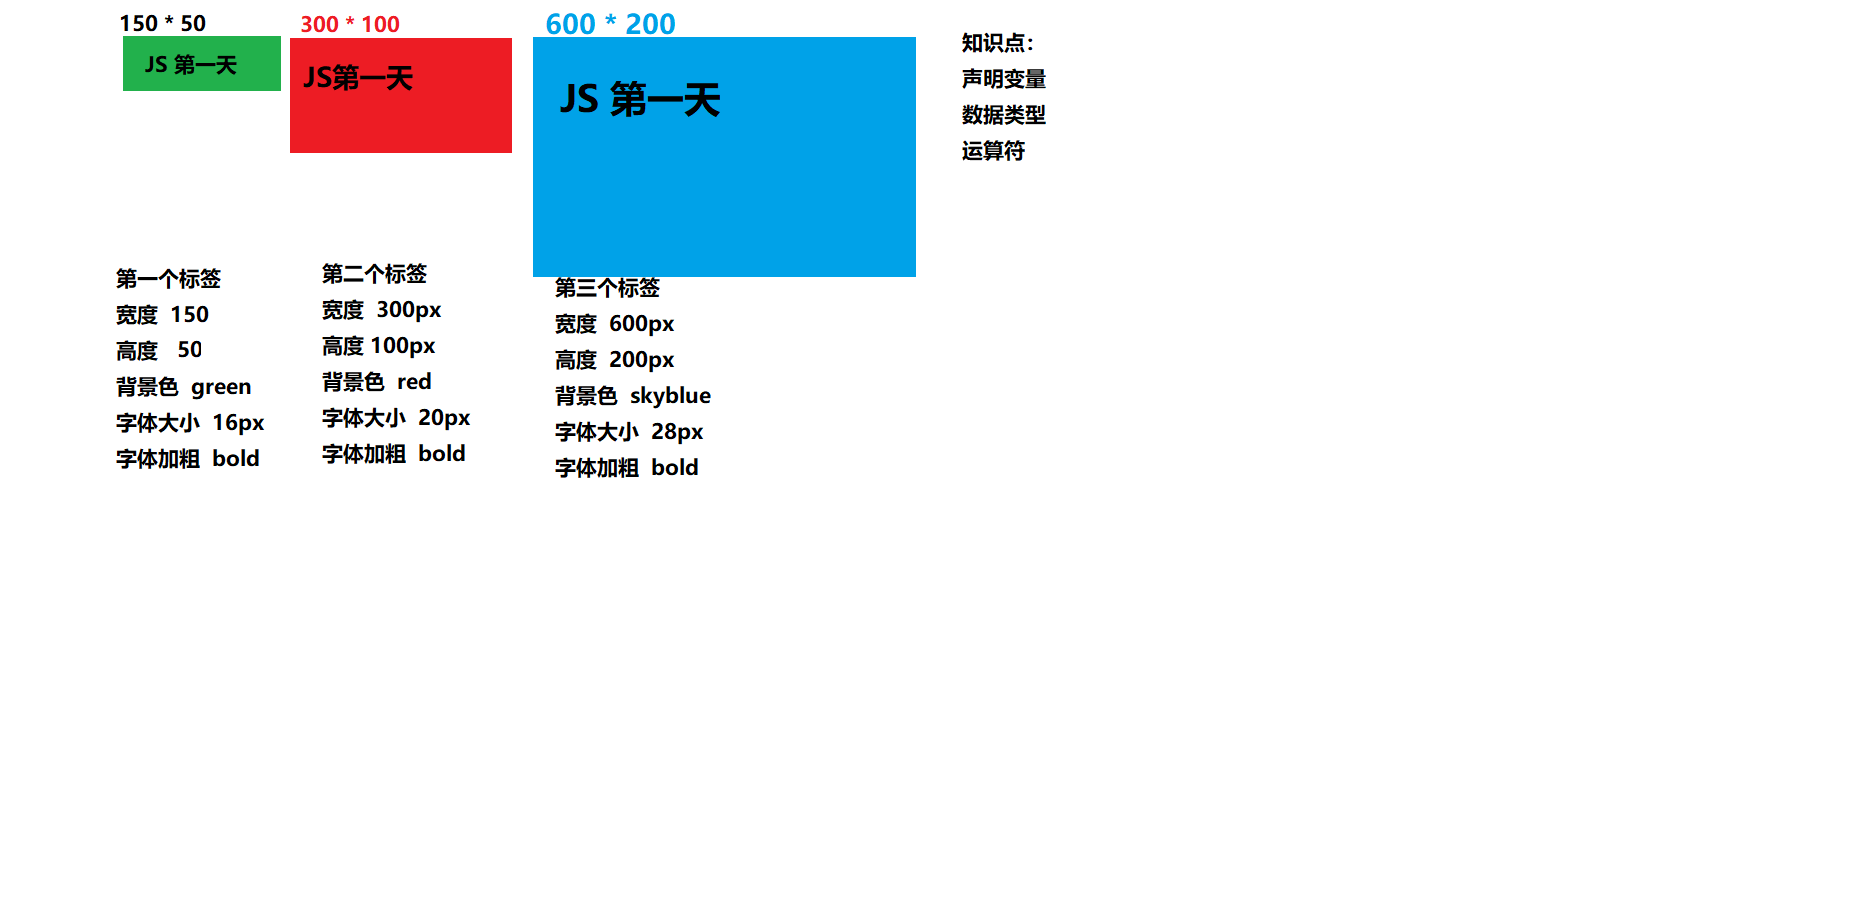 150 * 50
JS 第一天
300 * 100
JS第一天
600 * 200
JS 第一天
知识点：
声明变量
数据类型
运算符
第一个标签
宽度 150
高度 50
背景色 green
字体大小 16px
字体加粗 bold
第二个标签
宽度 300px
高度 100px
背景色 red
字体大小 20px
字体加粗 bold
第三个标签
宽度 600px
高度 200px
背景色 skyblue
字体大小 28px
字体加粗 bold